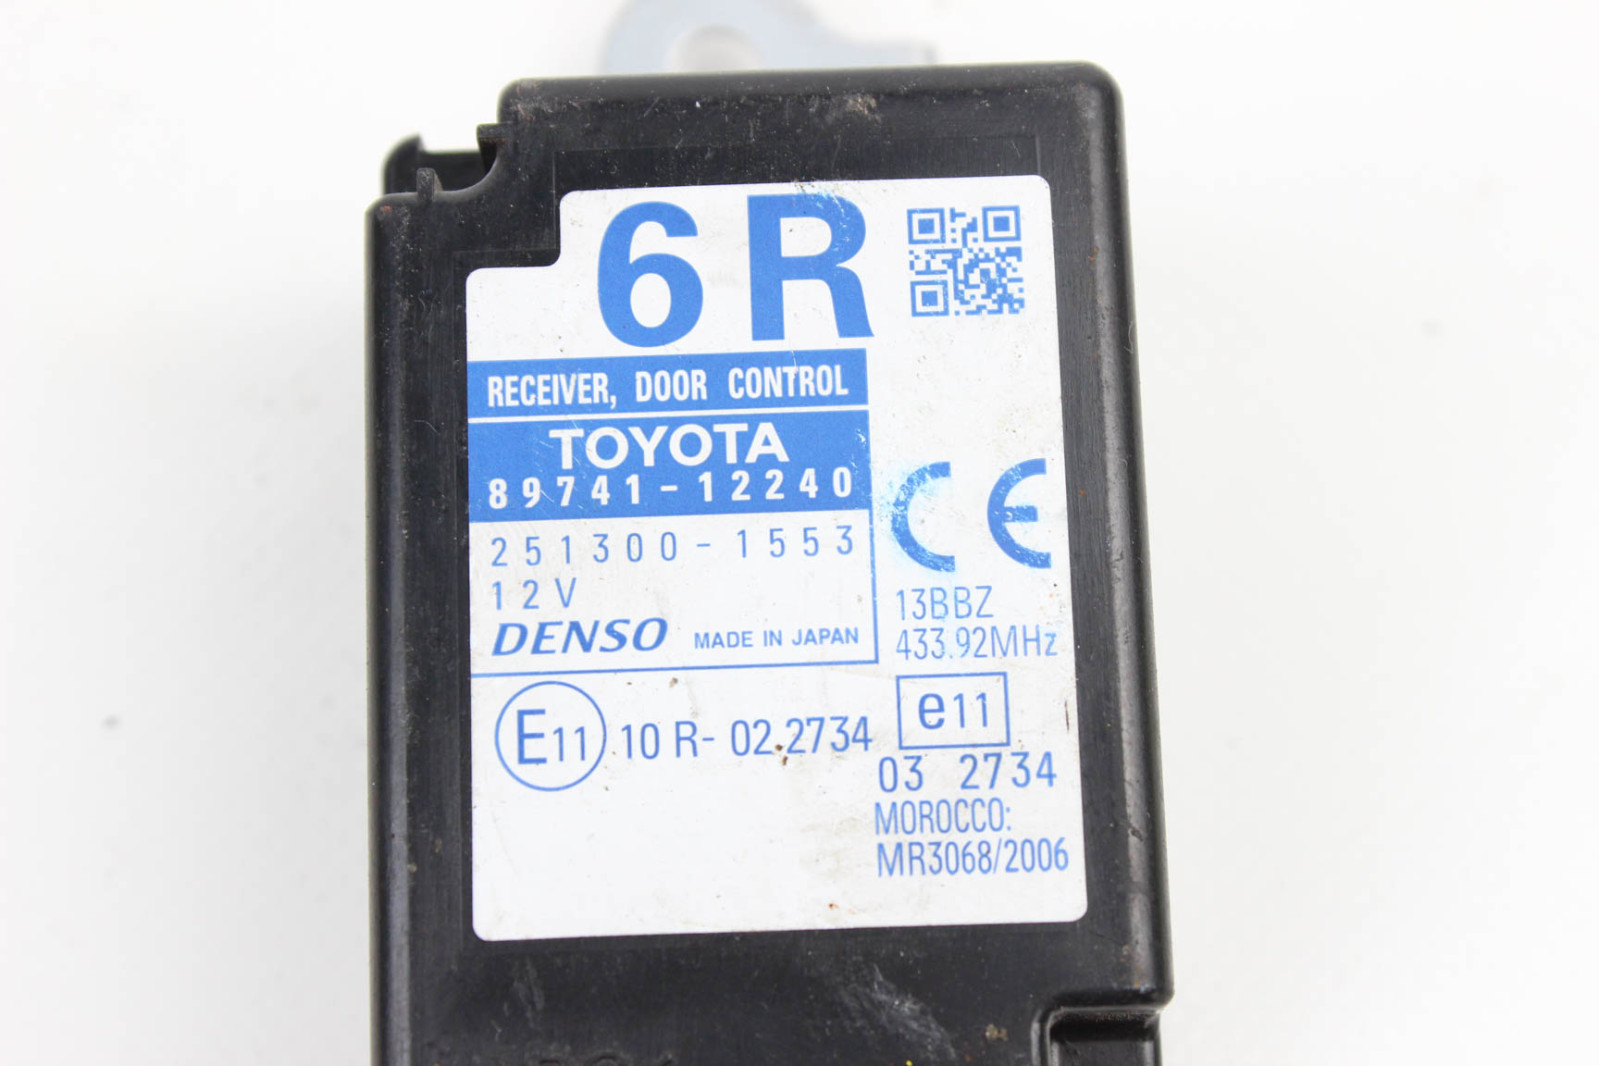 6R
RECEIVER, DOOR CONTROL
TOYOTA
89741-12240
251300-1553
12V
DENSO MADE IN JAPAN
CE
13BBZ
433.92MHz
E11 10 R- 02 2734
e11
03 2734
MOROCCO:
MR3068/2006